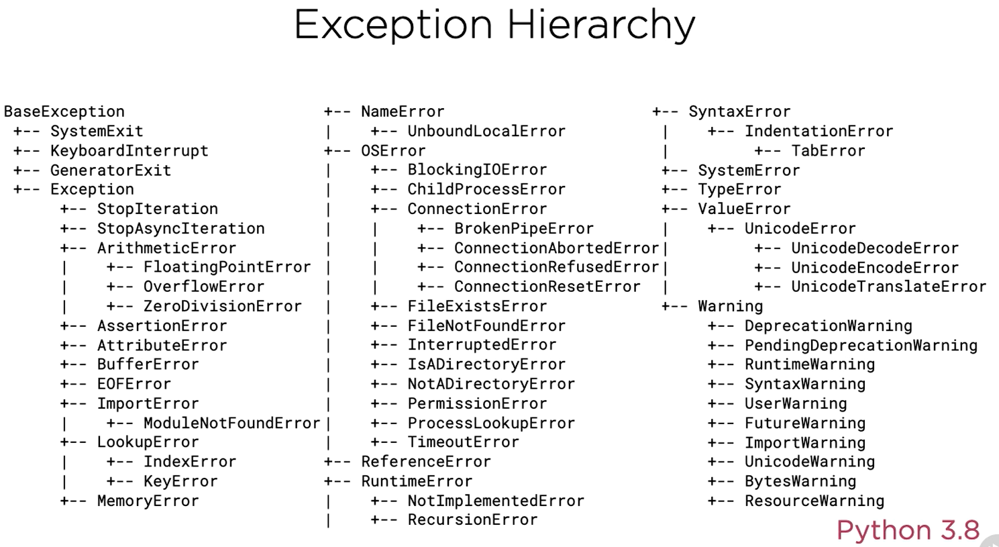 Exception Hierarchy
BaseException
 +-- SystemExit
 +-- KeyboardInterrupt
 +-- GeneratorExit
 +-- Exception
      +-- StopIteration
      +-- StopAsyncIteration
      +-- ArithmeticError
      |    +-- FloatingPointError
      |    +-- OverflowError
      |    +-- ZeroDivisionError
      +-- AssertionError
      +-- AttributeError
      +-- BufferError
      +-- EOFError
      +-- ImportError
      |    +-- ModuleNotFoundError
      +-- LookupError
      |    +-- IndexError
      |    +-- KeyError
      +-- MemoryError
+-- NameError
|    +-- UnboundLocalError
+-- OSError
|    +-- BlockingIOError
|    +-- ChildProcessError
|    +-- ConnectionError
|    |    +-- BrokenPipeError
|    |    +-- ConnectionAbortedError
|    |    +-- ConnectionRefusedError
|    |    +-- ConnectionResetError
|    +-- FileExistsError
|    +-- FileNotFoundError
|    +-- InterruptedError
|    +-- IsADirectoryError
|    +-- NotADirectoryError
|    +-- PermissionError
|    +-- ProcessLookupError
|    +-- TimeoutError
+-- ReferenceError
+-- RuntimeError
|    +-- NotImplementedError
|    +-- RecursionError
+-- SyntaxError
 |    +-- IndentationError
 |         +-- TabError
 +-- SystemError
 +-- TypeError
 +-- ValueError
 |    +-- UnicodeError
 |         +-- UnicodeDecodeError
 |         +-- UnicodeEncodeError
 |         +-- UnicodeTranslateError
 +-- Warning
      +-- DeprecationWarning
      +-- PendingDeprecationWarning
      +-- RuntimeWarning
      +-- SyntaxWarning
      +-- UserWarning
      +-- FutureWarning
      +-- ImportWarning
      +-- UnicodeWarning
      +-- BytesWarning
      +-- ResourceWarning
Python 3.8